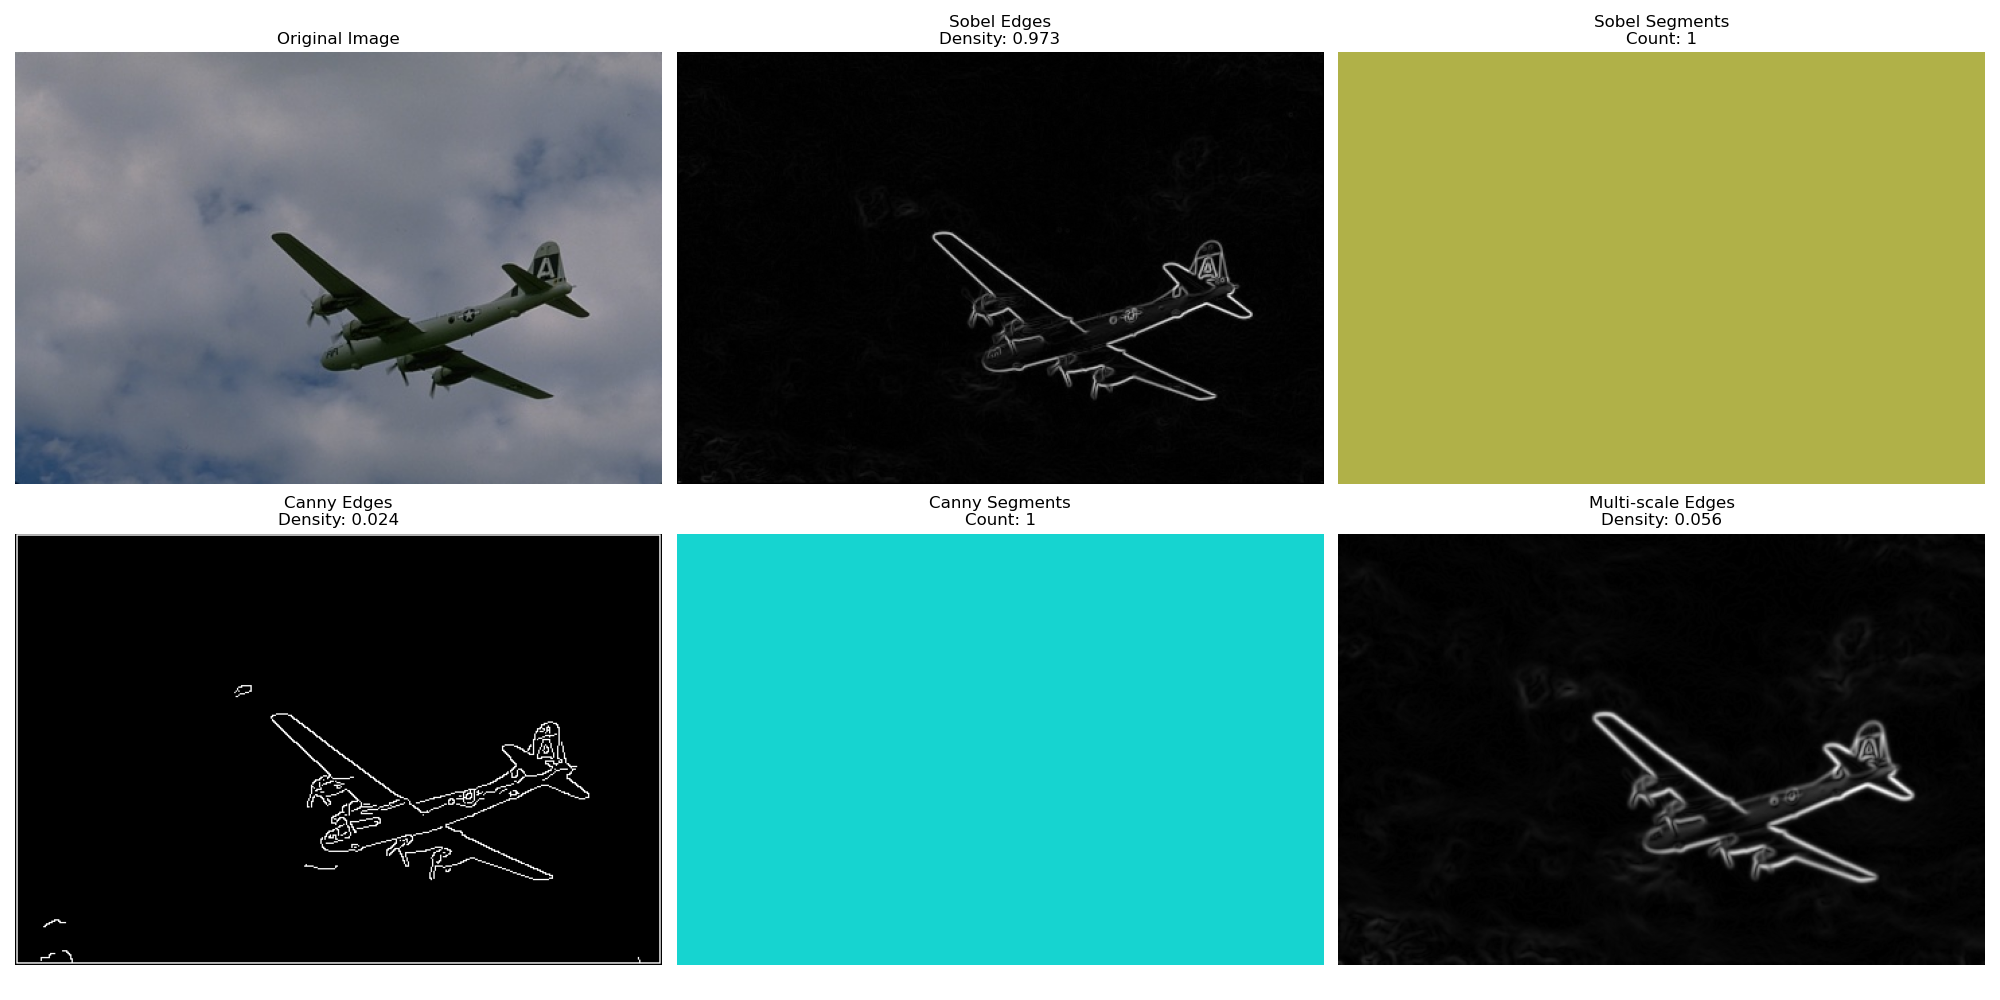 Original Image
Sobel Edges
Density: 0.973
Sobel Segments
Count: 1
A
Canny Edges
Density: 0.024
Canny Segments
Count: 1
Multi-scale Edges
Density: 0.056